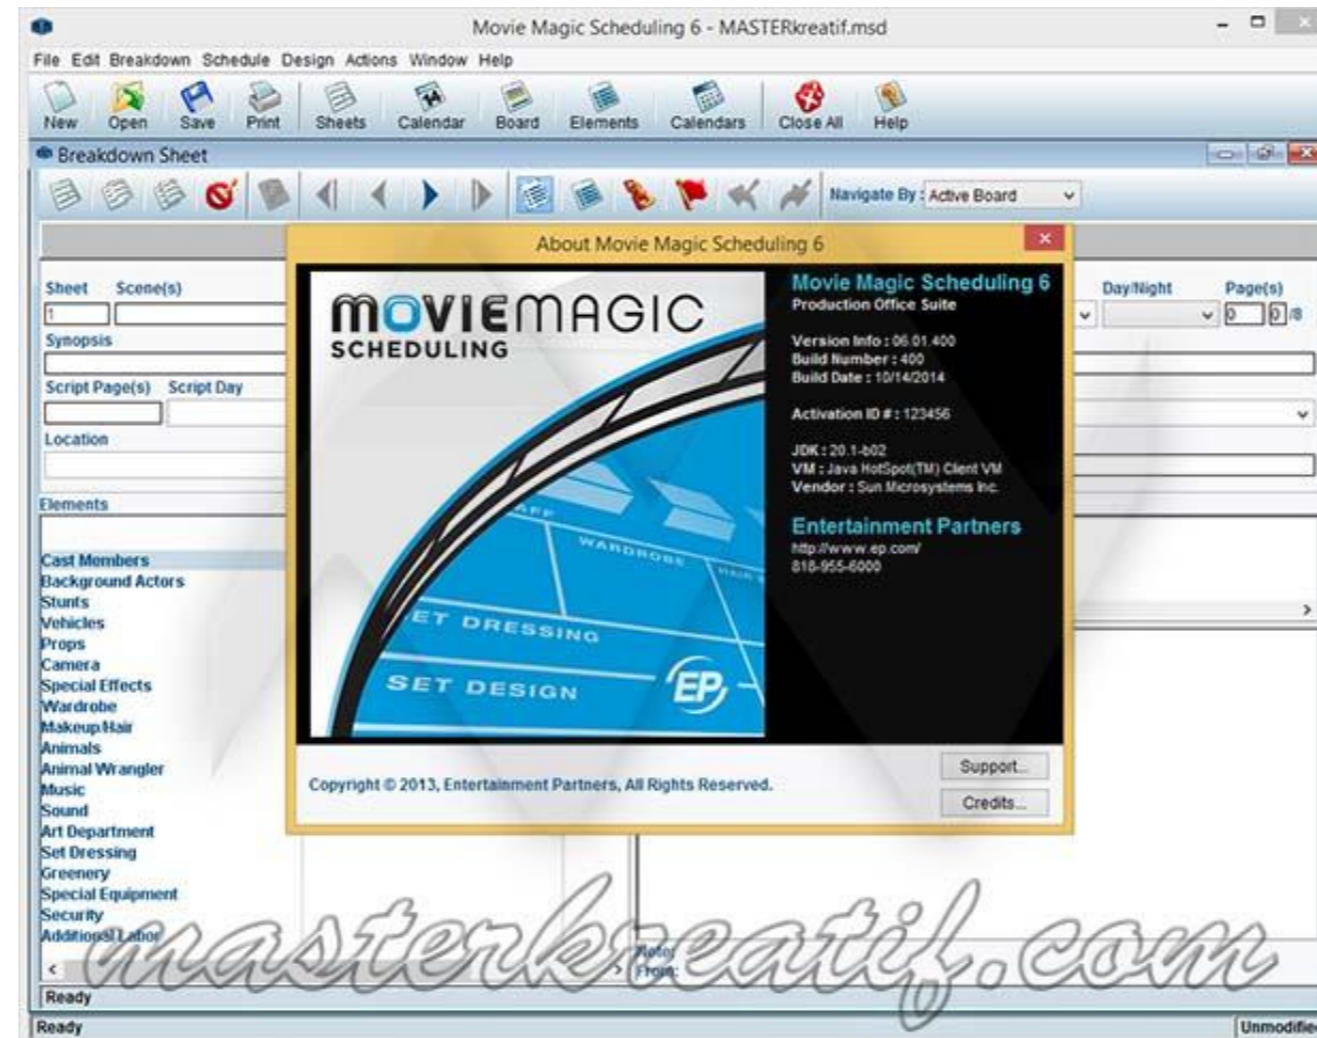 Movie Magic Scheduling 6 - MASTERkreatif.msd
File Edit Breakdown Schedule Design Actions Window Help
New Open Save Print Sheets Calendar Board Elements Calendars Close All Help
Breakdown Sheet
Navigate By : Active Board
About Movie Magic Scheduling 6
Sheet Scene(s) Day/Night Page(s)
1 0 0 /8
Synopsis
Script Page(s) Script Day
Location
Elements
Cast Members
Background Actors
Stunts
Vehicles
Props
Camera
Special Effects
Wardrobe
Makeup/Hair
Animals
Animal Wrangler
Music
Sound
Art Department
Set Dressing
Greenery
Special Equipment
Security
Additional Labor
MOVIEMAGIC
SCHEDULING
WARDROBE
ET DRESSING
SET DESIGN
EP
Movie Magic Scheduling 6
Production Office Suite
Version Info : 06.01.400
Build Number : 400
Build Date : 10/14/2014
Activation ID # : 123456
JDK : 20.1-b02
VM : Java HotSpot(TM) Client VM
Vendor : Sun Microsystems Inc.
Entertainment Partners
http://www.ep.com/
818-955-6000
Copyright © 2013, Entertainment Partners, All Rights Reserved.
Support...
Credits...
Note:
From:
masterkreatif.com
Ready
Ready Unmodifie